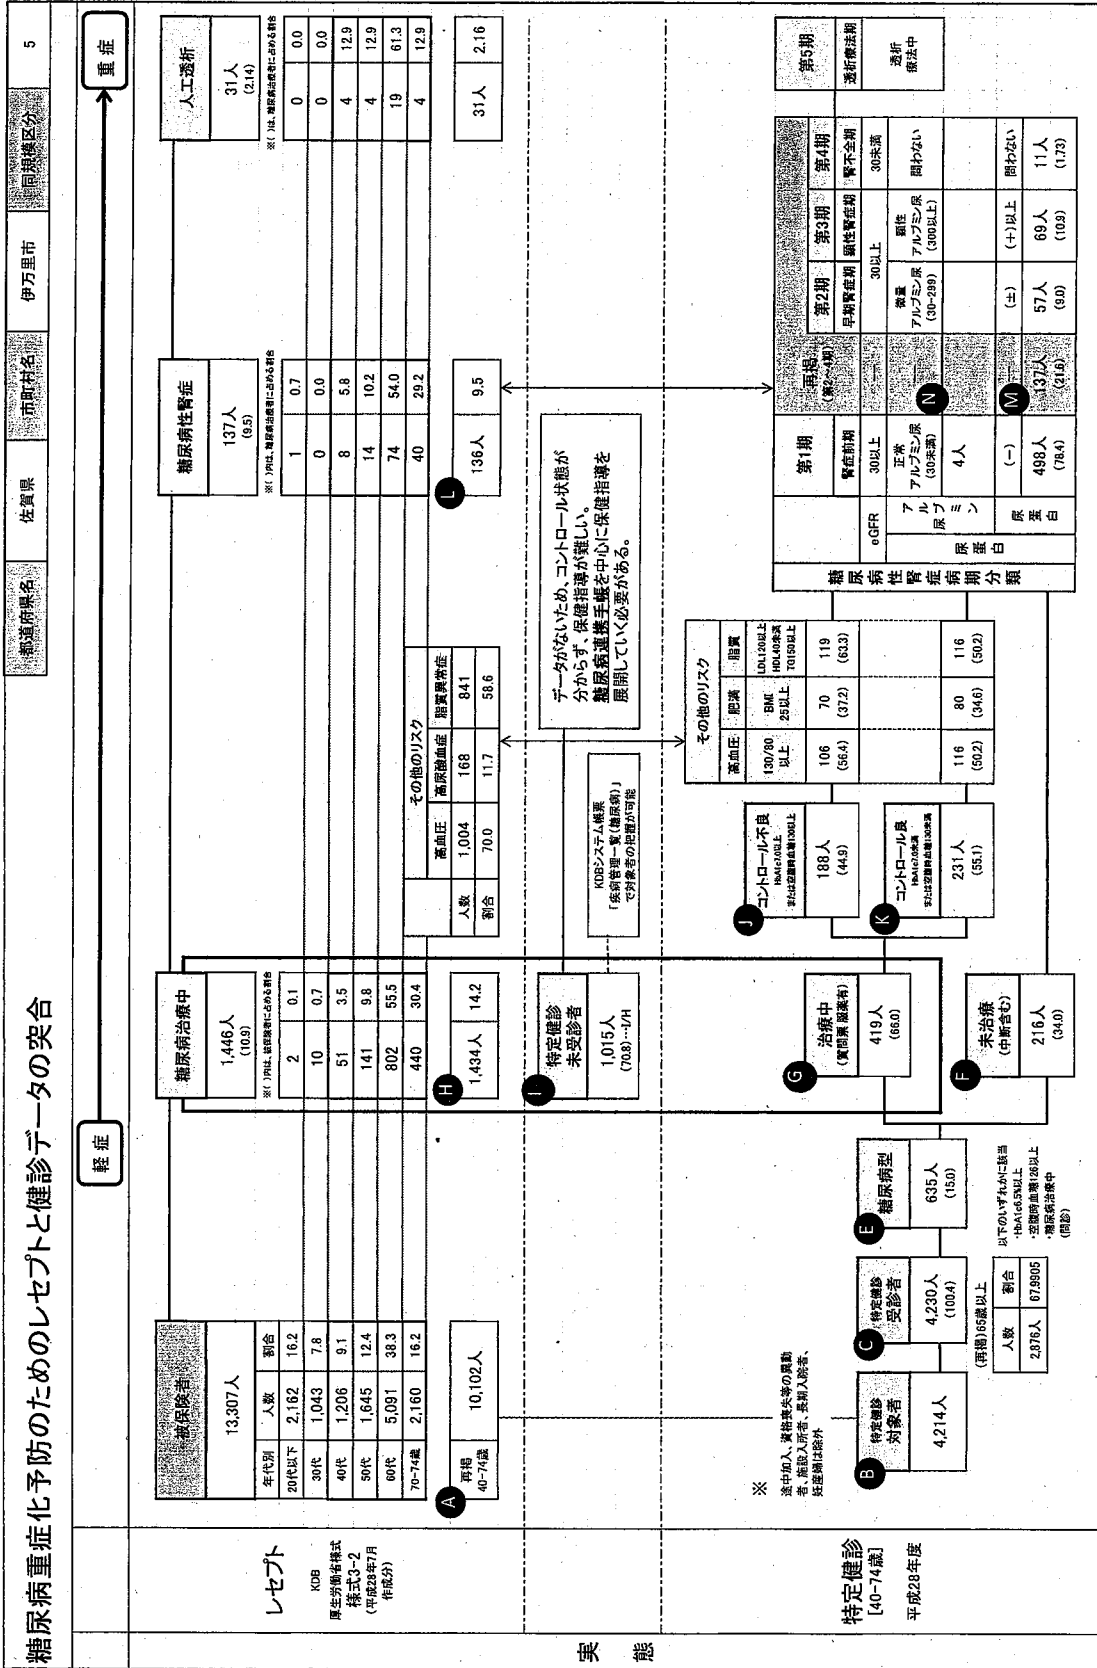 糖尿病重症化予防のためのレセプトと健診データの突合
都道府県名 佐賀県 市町村名 伊万里市 同規模区分 5
軽症 重症
実態
レセプト
KDB
厚生労働省様式
様式3-2
(平成28年7月
作成分)
被保険者
13,307人
年代別 人数 割合
20代以下 2,162 16.2
30代 1,043 7.8
40代 1,206 9.1
50代 1,645 12.4
60代 5,091 38.3
70-74歳 2,160 16.2
A 再掲
40-74歳 10,102人
糖尿病治療中
1,446人
(10.9)
※( )内は、被保険者に占める割合
2 0.1
10 0.7
51 3.5
141 9.8
802 55.5
440 30.4
H
1,434人 14.2
その他のリスク
高血圧 高尿酸血症 脂質異常症
人数 1,004 168 841
割合 70.0 11.7 58.6
糖尿病性腎症
137人
(9.5)
※( )内は、糖尿病治療者に占める割合
1 0.7
0 0.0
8 5.8
14 10.2
74 54.0
40 29.2
L
136人 9.5
人工透析
31人
(2.14)
※( )は、糖尿病治療者に占める割合
0 0.0
0 0.0
4 12.9
4 12.9
19 61.3
4 12.9
31人 2.16
I 特定健診
未受診者
1,015人
(70.8)…I/H
KDBシステム帳票
「疾病管理一覧(糖尿病)」
で対象者の把握が可能
データがないため、コントロール状態が
分からず、保健指導が難しい。
糖尿病連携手帳を中心に保健指導を
展開していく必要がある。
特定健診
[40-74歳]
平成28年度
※
途中加入、資格喪失等の異動
者、施設入所者、長期入院者、
妊産婦は除外
B 特定健診
対象者
4,214人
C 特定健診
受診者
4,230人
(100.4)
(再掲)65歳以上
人数 割合
2,876人 67.9905
E 糖尿病型
635人
(15.0)
以下のいずれかに該当
・HbA1c6.5%以上
・空腹時血糖126以上
・糖尿病治療中
(問診)
G 治療中
(質問票 服薬有)
419人
(66.0)
F 未治療
(中断含む)
216人
(34.0)
J コントロール不良
HbA1c7.0以上
または空腹時血糖130以上
188人
(44.9)
K コントロール良
HbA1c7.0未満
または空腹時血糖130未満
231人
(55.1)
その他のリスク
高血圧 肥満 脂質
130/80
以上
BMI
25以上
LDL120以上
HDL40未満
TG150以上
106 70 119
(56.4) (37.2) (63.3)
116 80 116
(50.2) (34.6) (50.2)
糖尿病性腎症病期分類
第1期 再掲
(第2~4期) 第2期 第3期 第4期 第5期
腎症前期 早期腎症期 顕性腎症期 腎不全期 透析療法期
eGFR 30以上 30以上 30未満
尿蛋白
尿アルブミン
正常
アルブミン尿
(30未満)
N
微量
アルブミン尿
(30-299)
顕性
アルブミン尿
(300以上)
問わない
透析
療法中
4人
尿蛋白 (−) M (±) (+)以上 問わない
498人 137人 57人 69人 11人
(78.4) (21.6) (9.0) (10.9) (1.73)